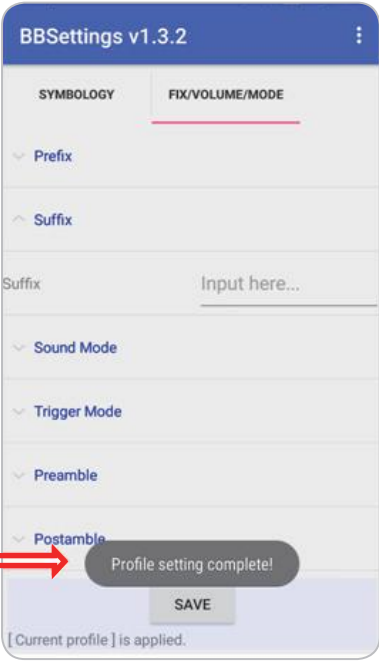 BBSettings v1.3.2
SYMBOLOGY FIX/VOLUME/MODE
Prefix
Suffix
Suffix Input here...
Sound Mode
Trigger Mode
Preamble
Postamble
Profile setting complete!
SAVE
[ Current profile ] is applied.